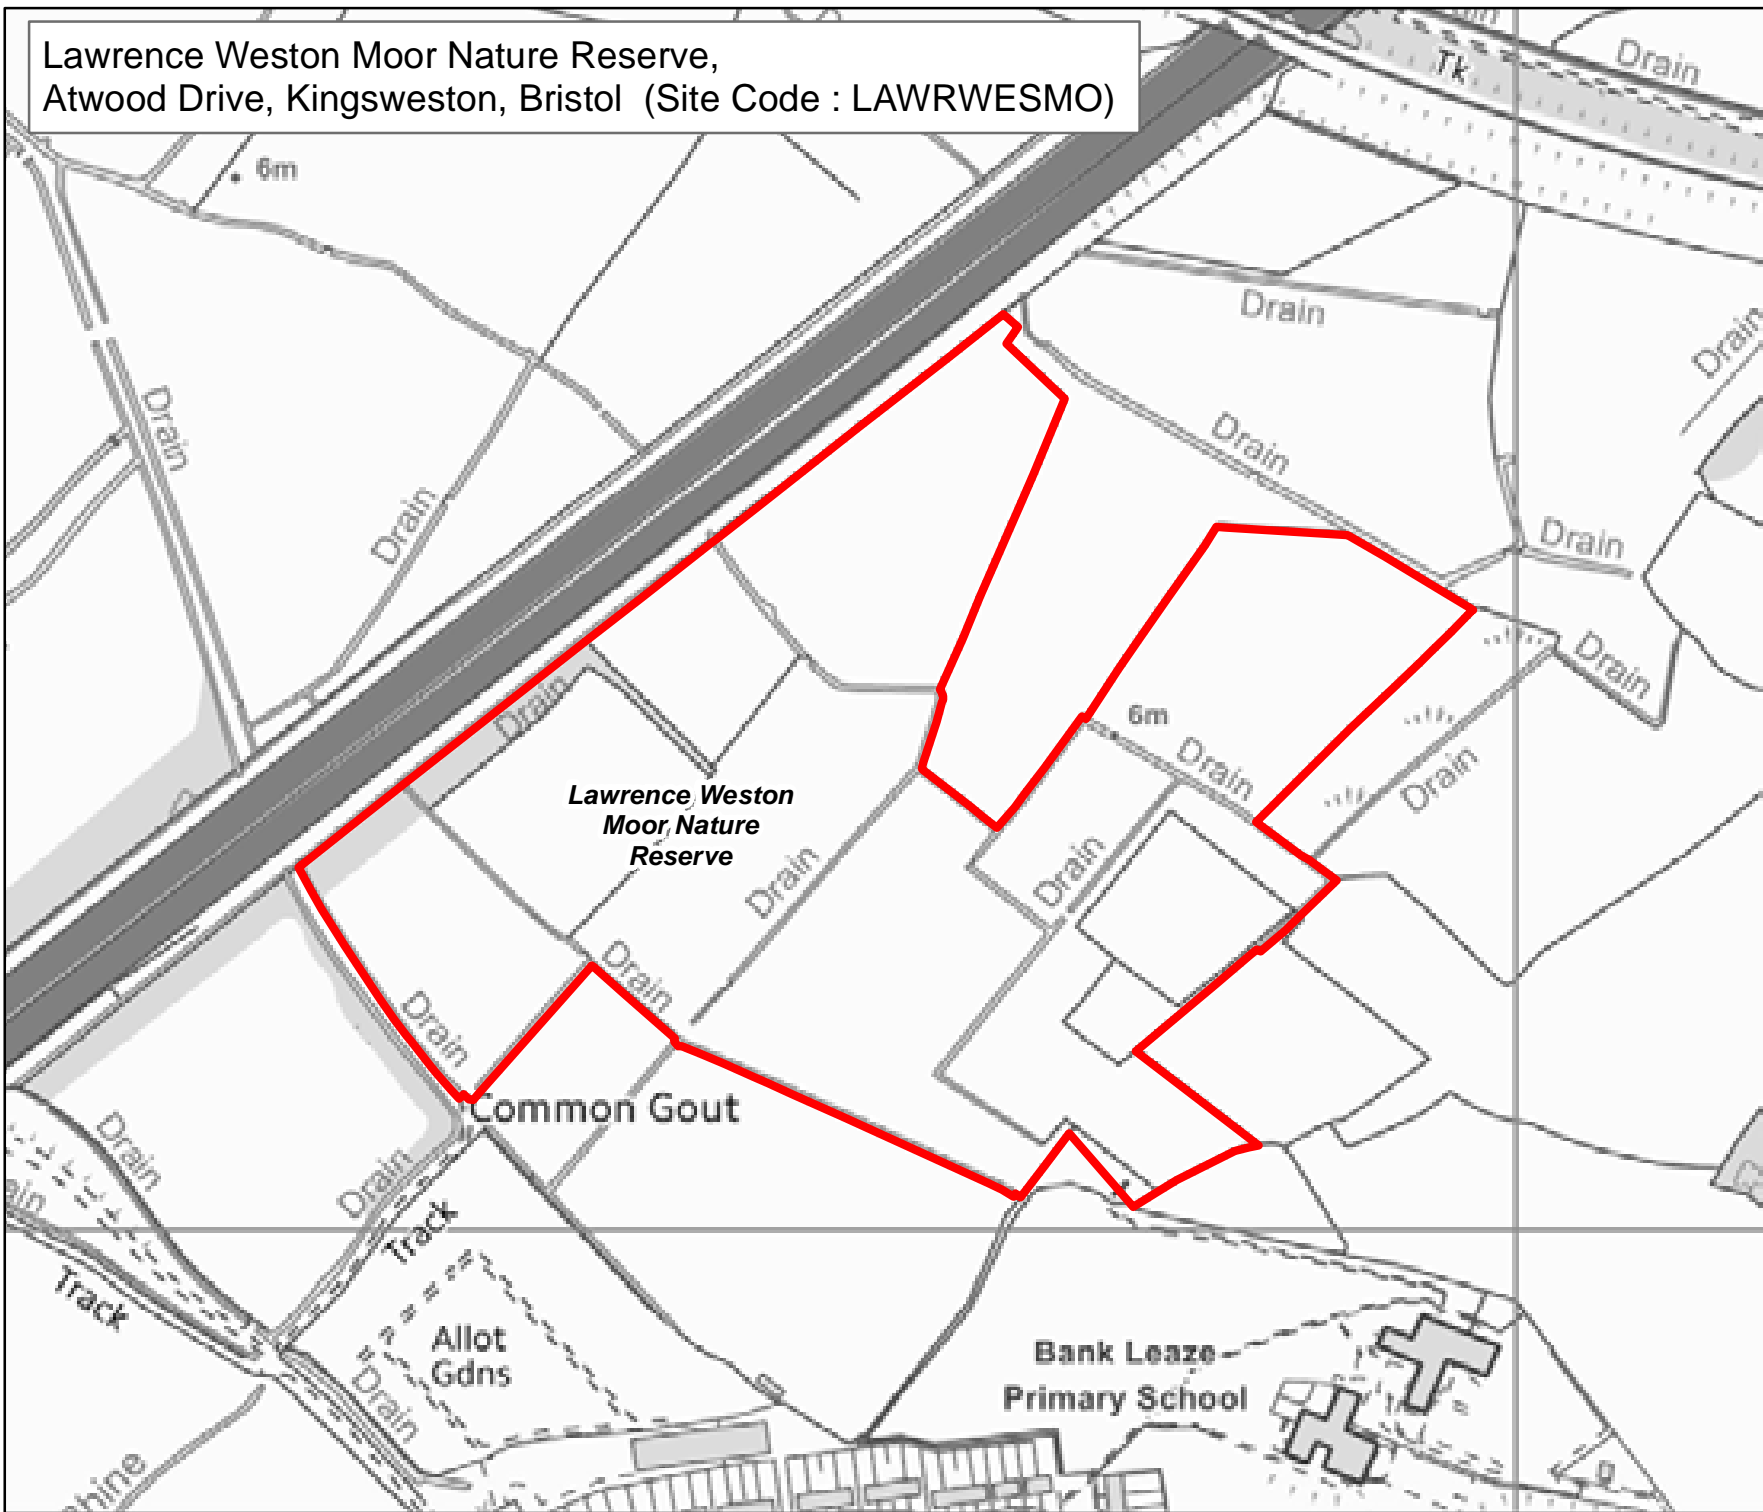 Lawrence Weston Moor Nature Reserve,
Atwood Drive, Kingsweston, Bristol (Site Code : LAWRWESMO)
Drain
Tk
6m
Drain
Drain
Drain
Drain
Drain
Drain
Drain
Drain
6m
Drain
Drain
Drain
Lawrence Weston
Moor Nature
Reserve
Drain
Drain
Drain
Drain
Common Gout
Drain
Drain
Track
Track
Allot
Gdns
Drain
Bank Leaze
Primary School
hine